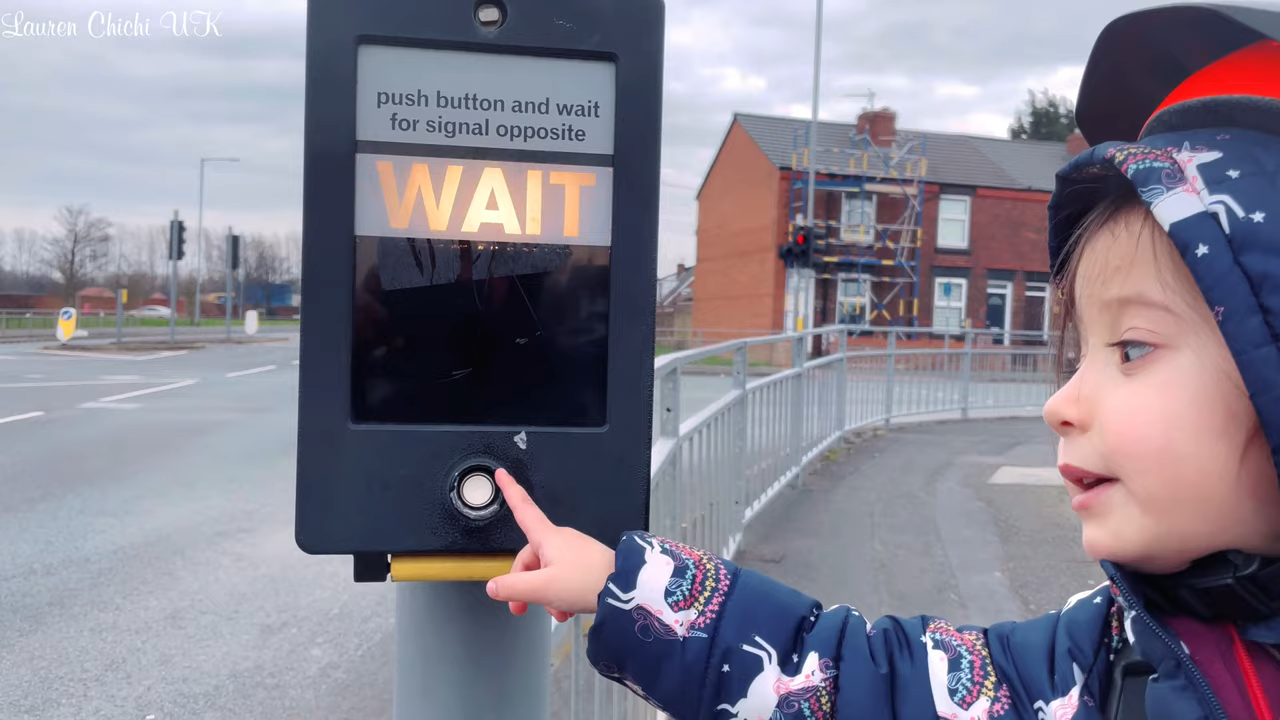 Lauren Chichi UK
push button and wait
for signal opposite
WAIT